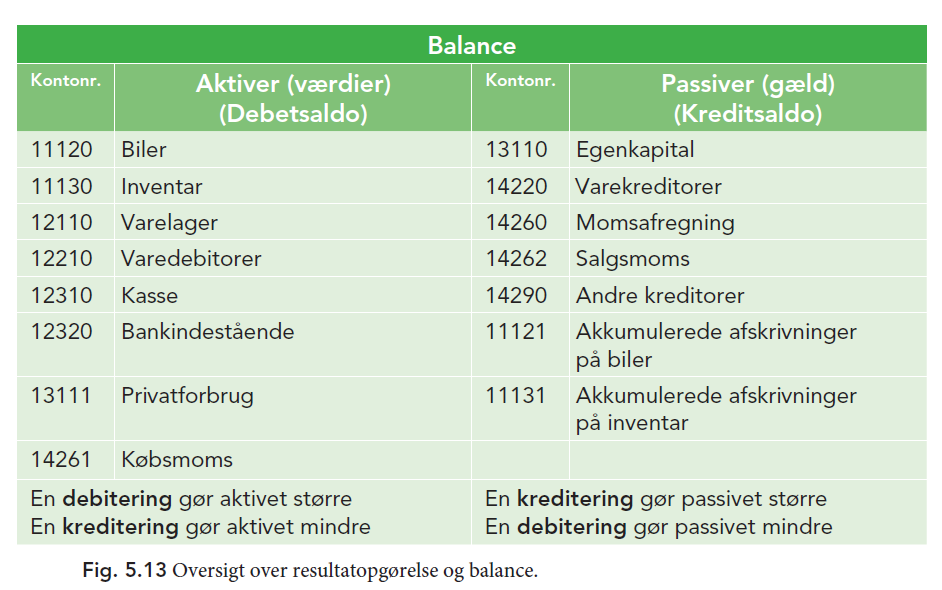 Balance
Kontonr. Aktiver (værdier) (Debetsaldo) Kontonr. Passiver (gæld) (Kreditsaldo)
11120 Biler 13110 Egenkapital
11130 Inventar 14220 Varekreditorer
12110 Varelager 14260 Momsafregning
12210 Varedebitorer 14262 Salgsmoms
12310 Kasse 14290 Andre kreditorer
12320 Bankindestående 11121 Akkumulerede afskrivninger
på biler
13111 Privatforbrug 11131 Akkumulerede afskrivninger
på inventar
14261 Købsmoms
En debitering gør aktivet større En kreditering gør passivet større
En kreditering gør aktivet mindre En debitering gør passivet mindre
Fig. 5.13 Oversigt over resultatopgørelse og balance.